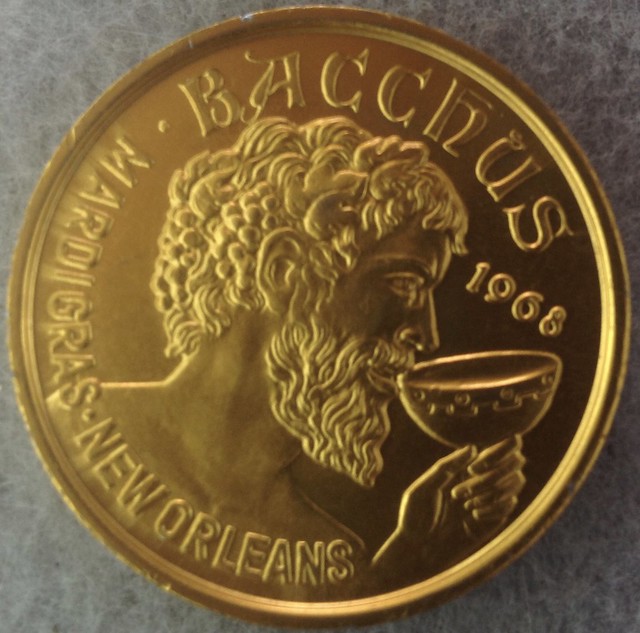 BACCHUS
1968
MARDI GRAS · NEW ORLEANS